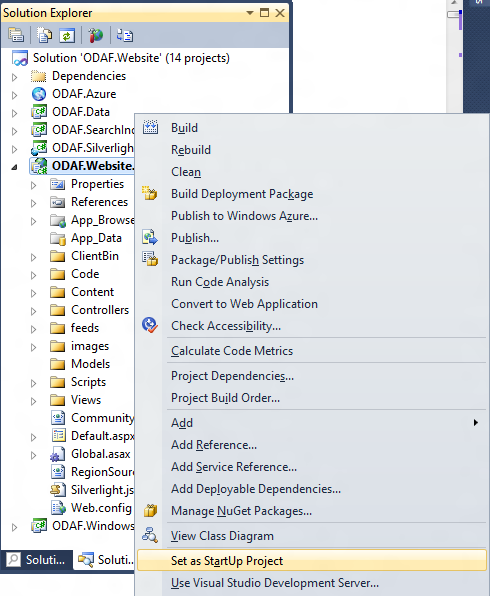 Solution Explorer
Solution 'ODAF.Website' (14 projects)
Dependencies
ODAF.Azure
ODAF.Data
ODAF.SearchInd
ODAF.Silverligh
ODAF.Website.
Properties
References
App_Browse
App_Data
ClientBin
Code
Content
Controllers
feeds
images
Models
Scripts
Views
Community
Default.aspx
Global.asax
RegionSourc
Silverlight.js
Web.config
ODAF.Windows
Soluti...
Soluti..
Build
Rebuild
Clean
Build Deployment Package
Publish to Windows Azure...
Publish...
Package/Publish Settings
Run Code Analysis
Convert to Web Application
Check Accessibility...
Calculate Code Metrics
Project Dependencies...
Project Build Order...
Add
Add Reference...
Add Service Reference...
Add Deployable Dependencies...
Manage NuGet Packages...
View Class Diagram
Set as StartUp Project
Use Visual Studio Development Server...